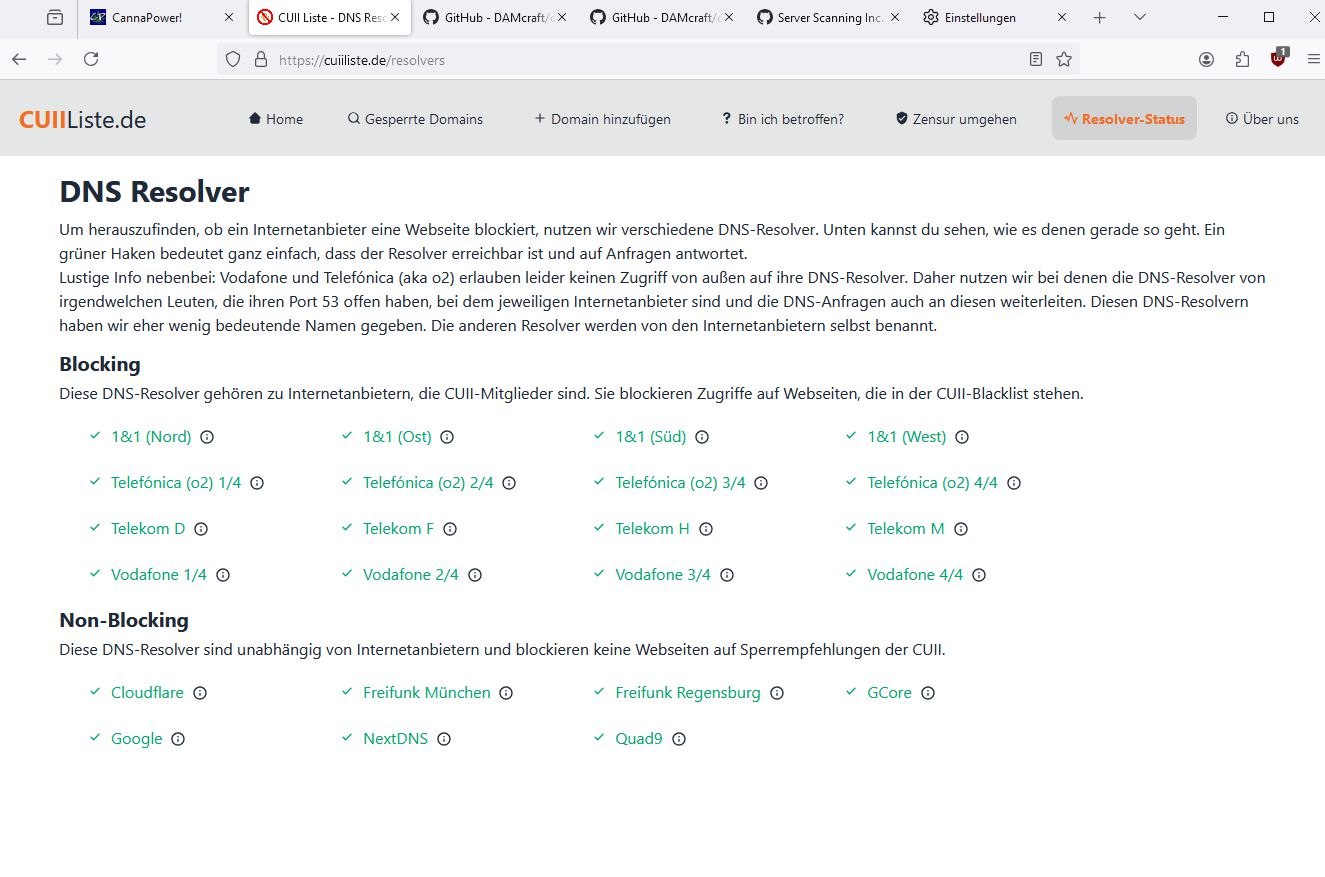 CannaPower!
CUII Liste - DNS Reso
GitHub - DAMcraft/c
GitHub - DAMcraft/c
Server Scanning Inc.
Einstellungen
https://cuiiliste.de/resolvers
1
CUIIListe.de
Home
Gesperrte Domains
Domain hinzufügen
Bin ich betroffen?
Zensur umgehen
Resolver-Status
Über uns
DNS Resolver
Um herauszufinden, ob ein Internetanbieter eine Webseite blockiert, nutzen wir verschiedene DNS-Resolver. Unten kannst du sehen, wie es denen gerade so geht. Ein
grüner Haken bedeutet ganz einfach, dass der Resolver erreichbar ist und auf Anfragen antwortet.
Lustige Info nebenbei: Vodafone und Telefónica (aka o2) erlauben leider keinen Zugriff von außen auf ihre DNS-Resolver. Daher nutzen wir bei denen die DNS-Resolver von
irgendwelchen Leuten, die ihren Port 53 offen haben, bei dem jeweiligen Internetanbieter sind und die DNS-Anfragen auch an diesen weiterleiten. Diesen DNS-Resolvern
haben wir eher wenig bedeutende Namen gegeben. Die anderen Resolver werden von den Internetanbietern selbst benannt.
Blocking
Diese DNS-Resolver gehören zu Internetanbietern, die CUII-Mitglieder sind. Sie blockieren Zugriffe auf Webseiten, die in der CUII-Blacklist stehen.
1&1 (Nord)
1&1 (Ost)
1&1 (Süd)
1&1 (West)
Telefónica (o2) 1/4
Telefónica (o2) 2/4
Telefónica (o2) 3/4
Telefónica (o2) 4/4
Telekom D
Telekom F
Telekom H
Telekom M
Vodafone 1/4
Vodafone 2/4
Vodafone 3/4
Vodafone 4/4
Non-Blocking
Diese DNS-Resolver sind unabhängig von Internetanbietern und blockieren keine Webseiten auf Sperrempfehlungen der CUII.
Cloudflare
Freifunk München
Freifunk Regensburg
GCore
Google
NextDNS
Quad9